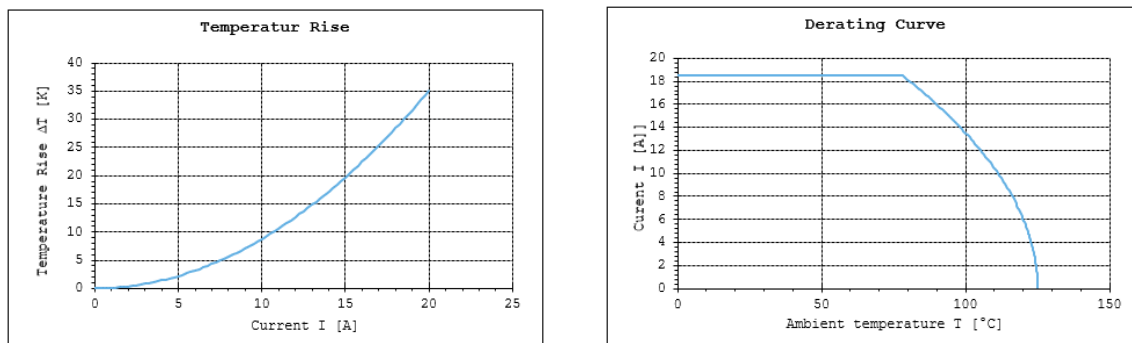 Temperatur Rise
Temperature Rise ΔT [K]
40
35
30
25
20
15
10
5
0
0 5 10 15 20 25
Current I [A]
Derating Curve
Curent I [A]]
20
18
16
14
12
10
8
6
4
2
0
0 50 100 150
Ambient temperature T [°C]